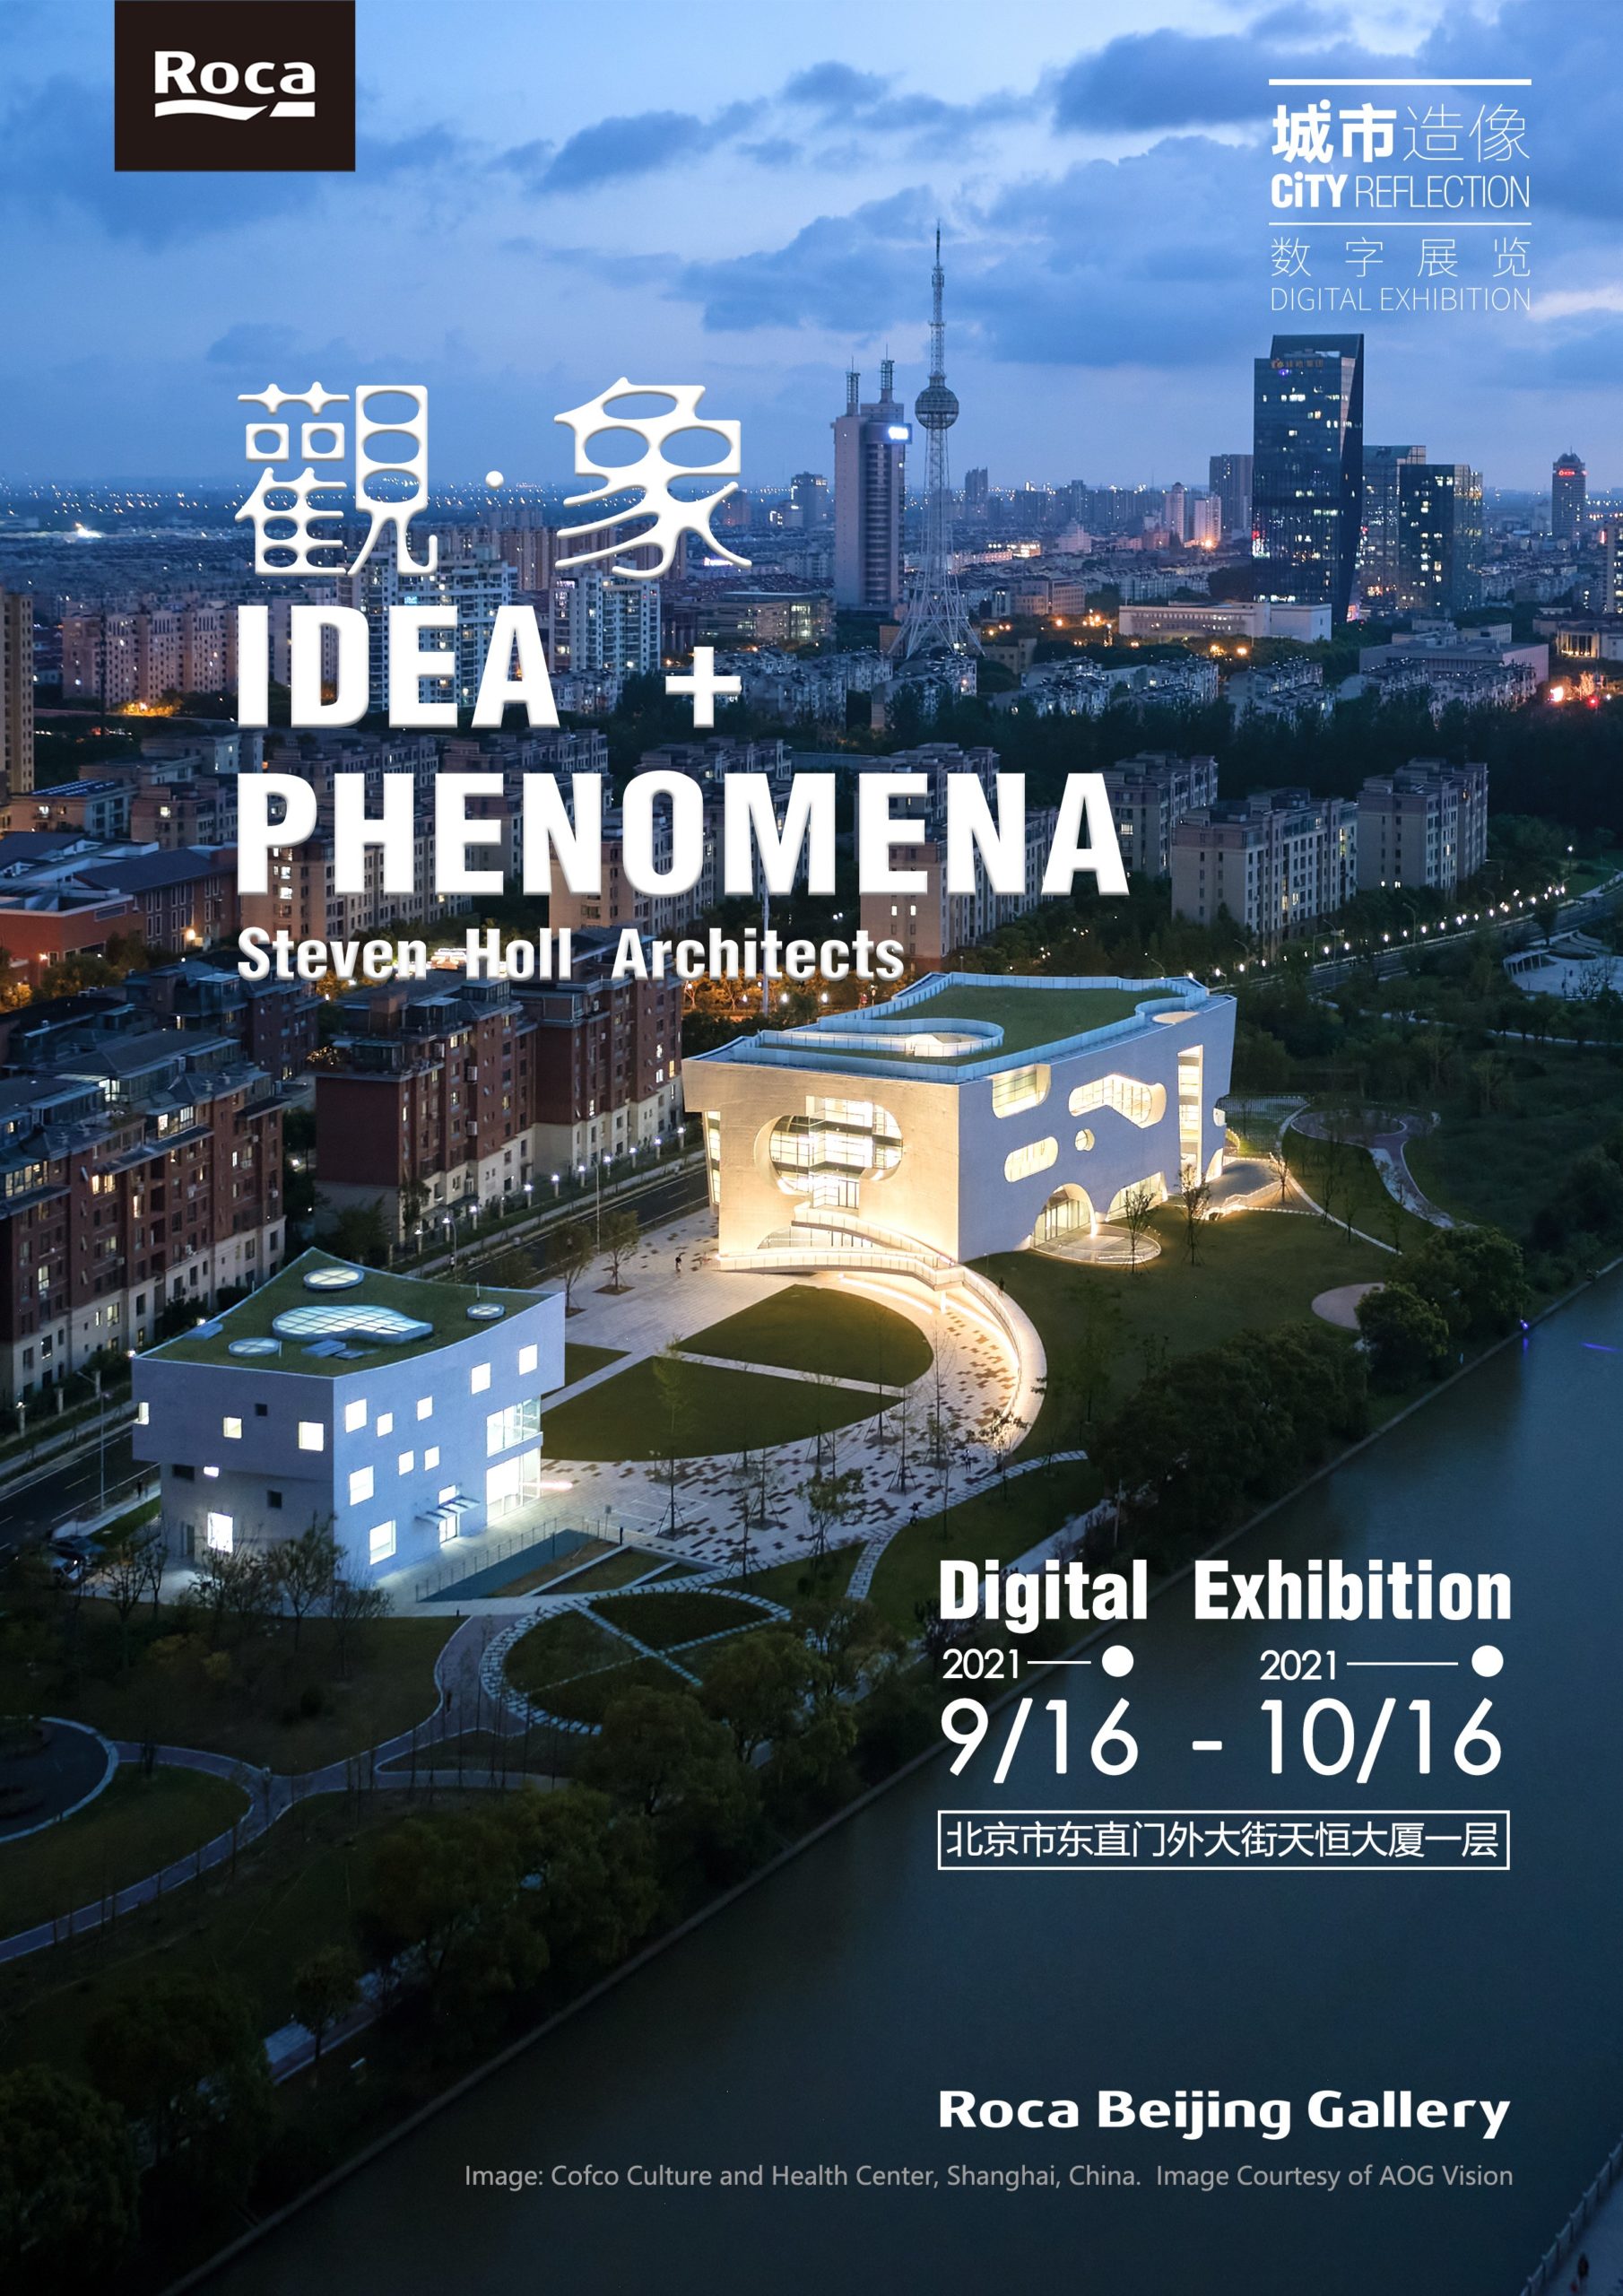 Roca
城市造像
CiTY REFLECTION
数字展览
DIGITAL EXHIBITION
觀·象
IDEA +
PHENOMENA
Steven Holl Architects
Digital Exhibition
2021 2021
9/16 - 10/16
北京市东直门外大街天恒大厦一层
Roca Beijing Gallery
Image: Cofco Culture and Health Center, Shanghai, China. Image Courtesy of AOG Vision